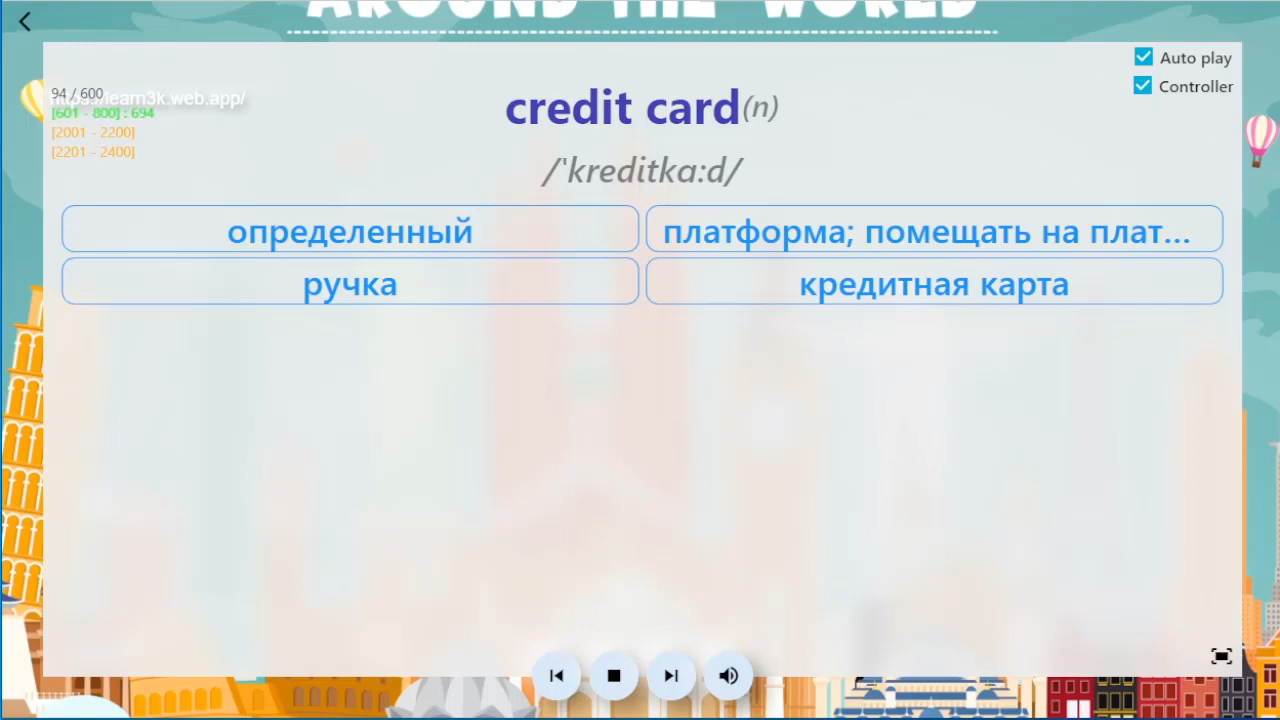 AROUND THE WORLD
Auto play
Controller
94 / 600
https://learn3k.web.app/
[601 - 800] : 694
[2001 - 2200]
[2201 - 2400]
credit card(n)
/'kreditka:d/
определенный
платформа; помещать на плат...
ручка
кредитная карта